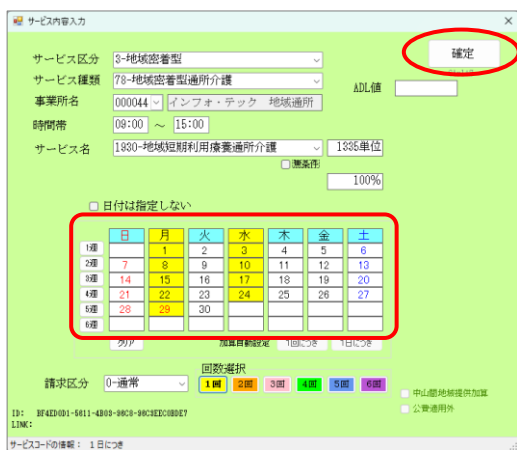 サービス内容入力
サービス区分 3-地域密着型 確定
サービス種類 78-地域密着型通所介護 ADL値
事業所名 000044 インフォ・テック 地域通所
時間帯 09:00 ～ 15:00
サービス名 1930-地域短期利用療養通所介護 1335単位
無条件
100%
日付は指定しない
日 月 火 水 木 金 土
1週 1 2 3 4 5 6
2週 7 8 9 10 11 12 13
3週 14 15 16 17 18 19 20
4週 21 22 23 24 25 26 27
5週 28 29 30
6週
クリア 加算自動設定 1回につき 1日につき
回数選択
請求区分 0-通常 1回 2回 3回 4回 5回 6回
中山間地域提供加算
公費適用外
LINK:
サービスコードの情報： 1日につき